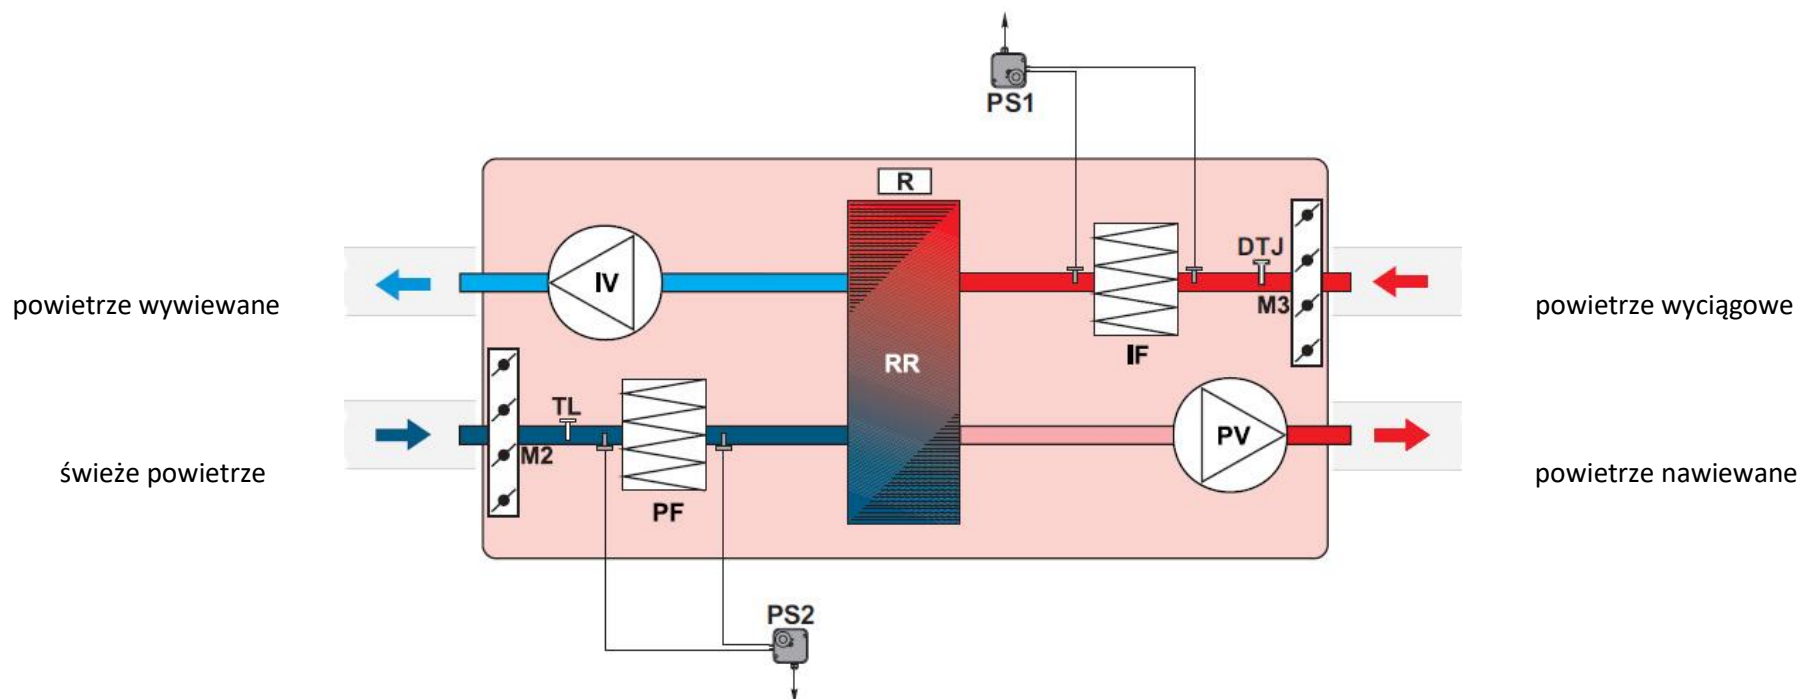 PS1
R
IV
DTJ
M3
powietrze wywiewane
powietrze wyciągowe
IF
RR
TL
M2
PV
świeże powietrze
powietrze nawiewane
PF
PS2